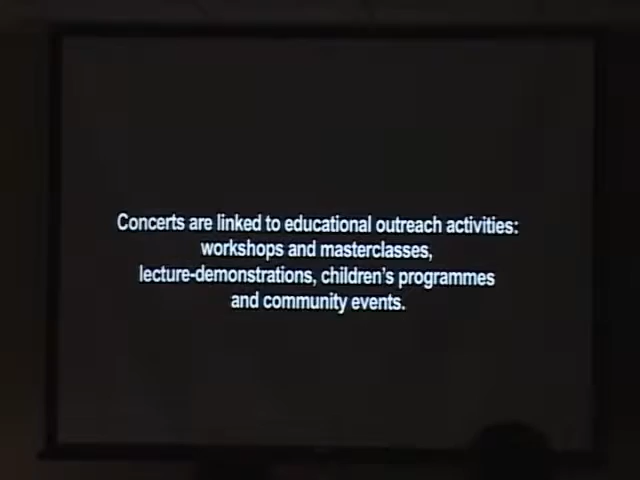 Concerts are linked to educational outreach activities:
workshops and masterclasses,
lecture-demonstrations, children's programmes
and community events.